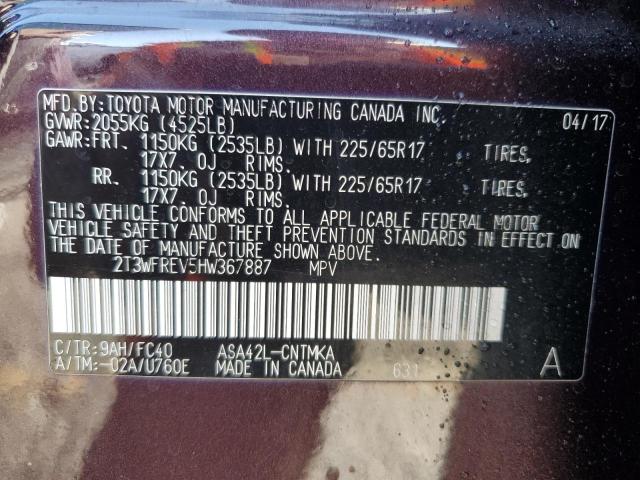 MFD.BY:TOYOTA MOTOR MANUFACTURING CANADA INC. 04/17
GVWR:2055KG (4525LB)
GAWR:FRT. 1150KG (2535LB) WITH 225/65R17 TIRES,
17X7. 0J RIMS.
RR. 1150KG (2535LB) WITH 225/65R17 TIRES,
17X7. 0J RIMS.
THIS VEHICLE CONFORMS TO ALL APPLICABLE FEDERAL MOTOR
VEHICLE SAFETY AND THEFT PREVENTION STANDARDS IN EFFECT ON
THE DATE OF MANUFACTURE SHOWN ABOVE.
2T3WFREV5HW367887 MPV
C/TR:9AH/FC40 ASA42L-CNTMKA
A/TM:-02A/U760E MADE IN CANADA 631 A